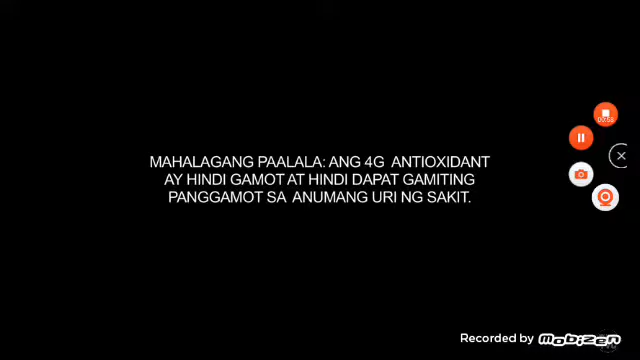 MAHALAGANG PAALALA: ANG 4G ANTIOXIDANT
AY HINDI GAMOT AT HINDI DAPAT GAMITING
PANGGAMOT SA ANUMANG URI NG SAKIT.
Recorded by MOBIZEN